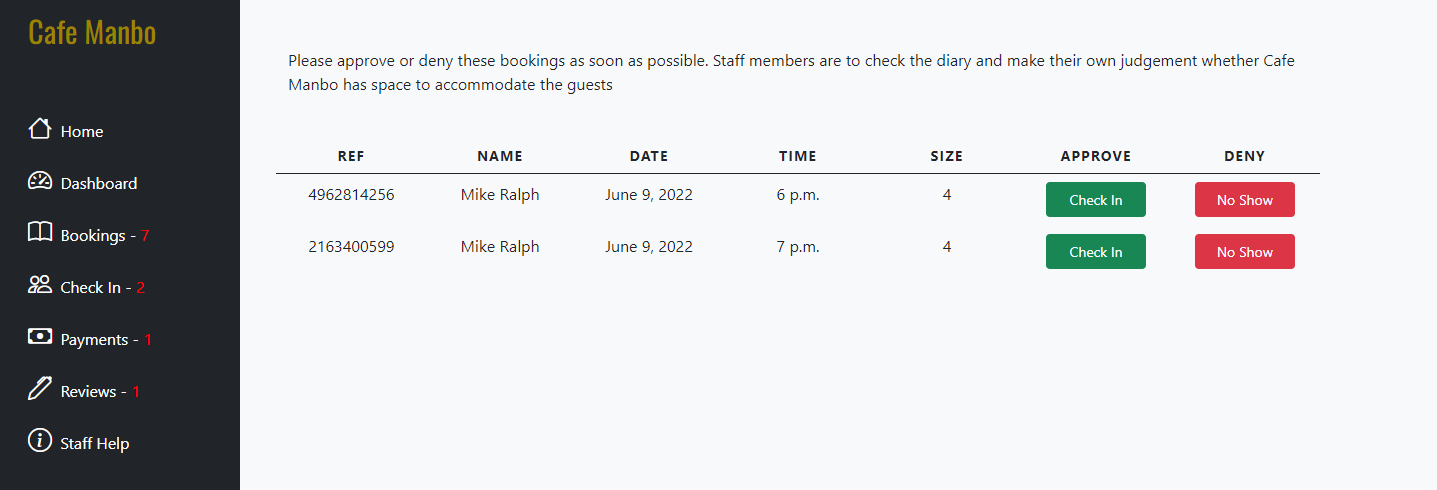 Cafe Manbo
Home
Dashboard
Bookings - 7
Check In - 2
Payments - 1
Reviews - 1
Staff Help
Please approve or deny these bookings as soon as possible. Staff members are to check the diary and make their own judgement whether Cafe
Manbo has space to accommodate the guests
REF NAME DATE TIME SIZE APPROVE DENY
4962814256 Mike Ralph June 9, 2022 6 p.m. 4 Check In No Show
2163400599 Mike Ralph June 9, 2022 7 p.m. 4 Check In No Show